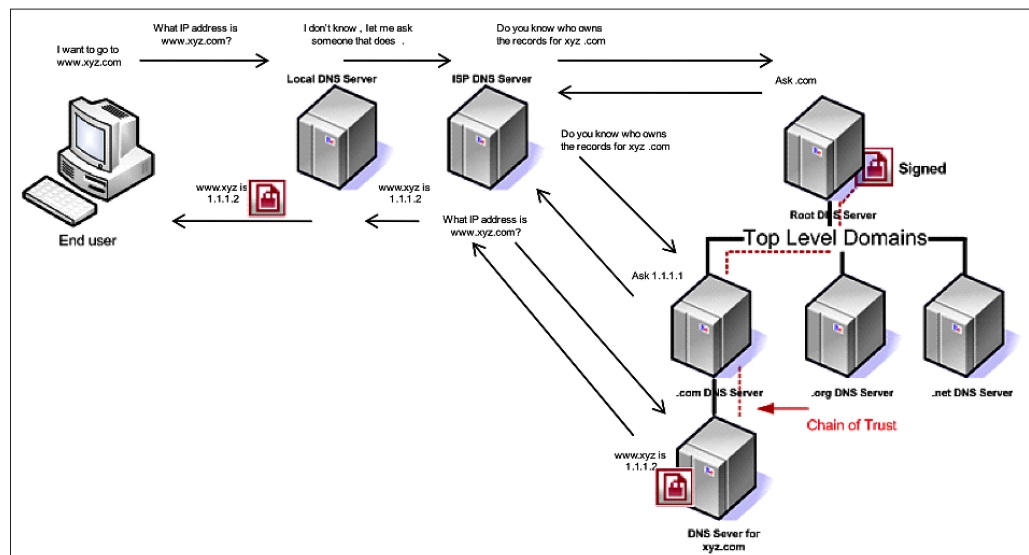 I want to go to
www.xyz.com
What IP address is
www.xyz.com?
I don't know , let me ask
someone that does .
Do you know who owns
the records for xyz .com
Local DNS Server
ISP DNS Server
Ask .com
Do you know who owns
the records for xyz .com
Signed
www.xyz is
1.1.1.2
www.xyz is
1.1.1.2
What IP address is
www.xyz.com?
End user
Root DNS Server
Top Level Domains
Ask 1.1.1.1
.com DNS Server
.org DNS Server
.net DNS Server
Chain of Trust
www.xyz is
1.1.1.2
DNS Sever for
xyz.com